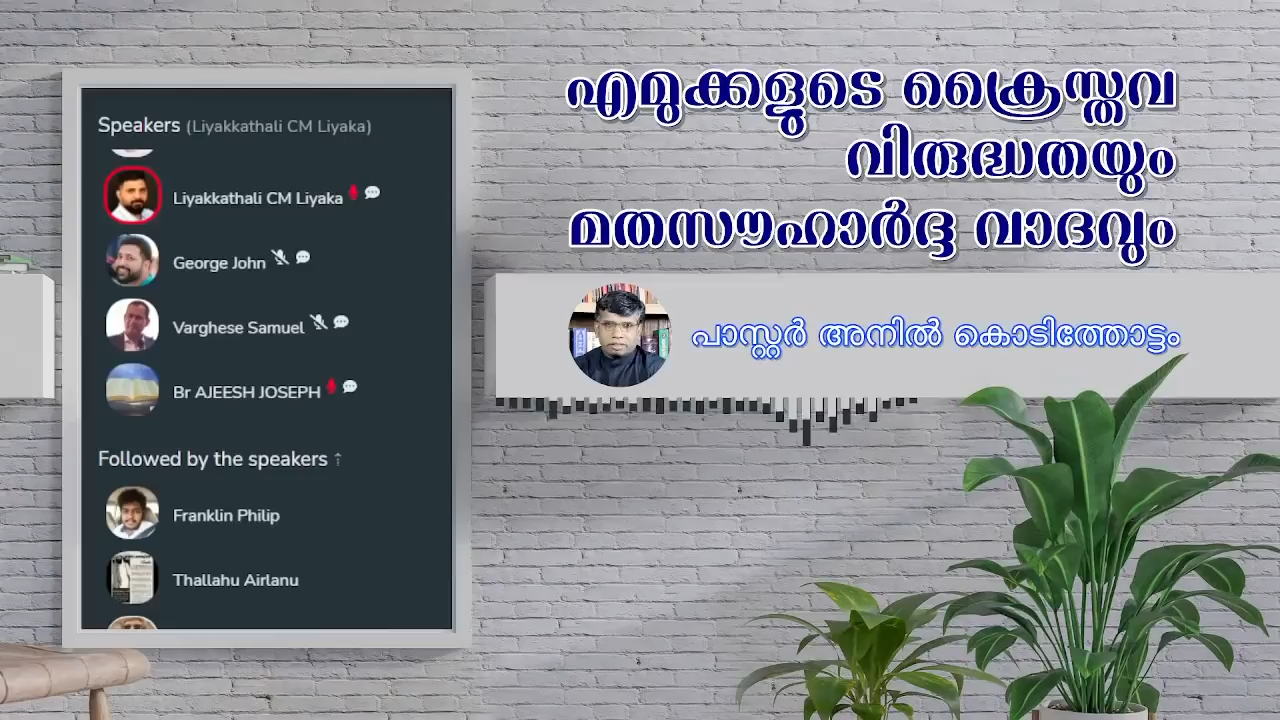 Speakers (Liyakkathali CM Liyaka)
Liyakkathali CM Liyaka
George John
Varghese Samuel
Br AJEESH JOSEPH
Followed by the speakers ↑
Franklin Philip
Thallahu Airlanu
എമുക്കളുടെ ക്രൈസ്തവ
വിരുദ്ധതയും
മതസൗഹാർദ്ദ വാദവും
പാസ്റ്റർ അനിൽ കൊടിത്തോട്ടം